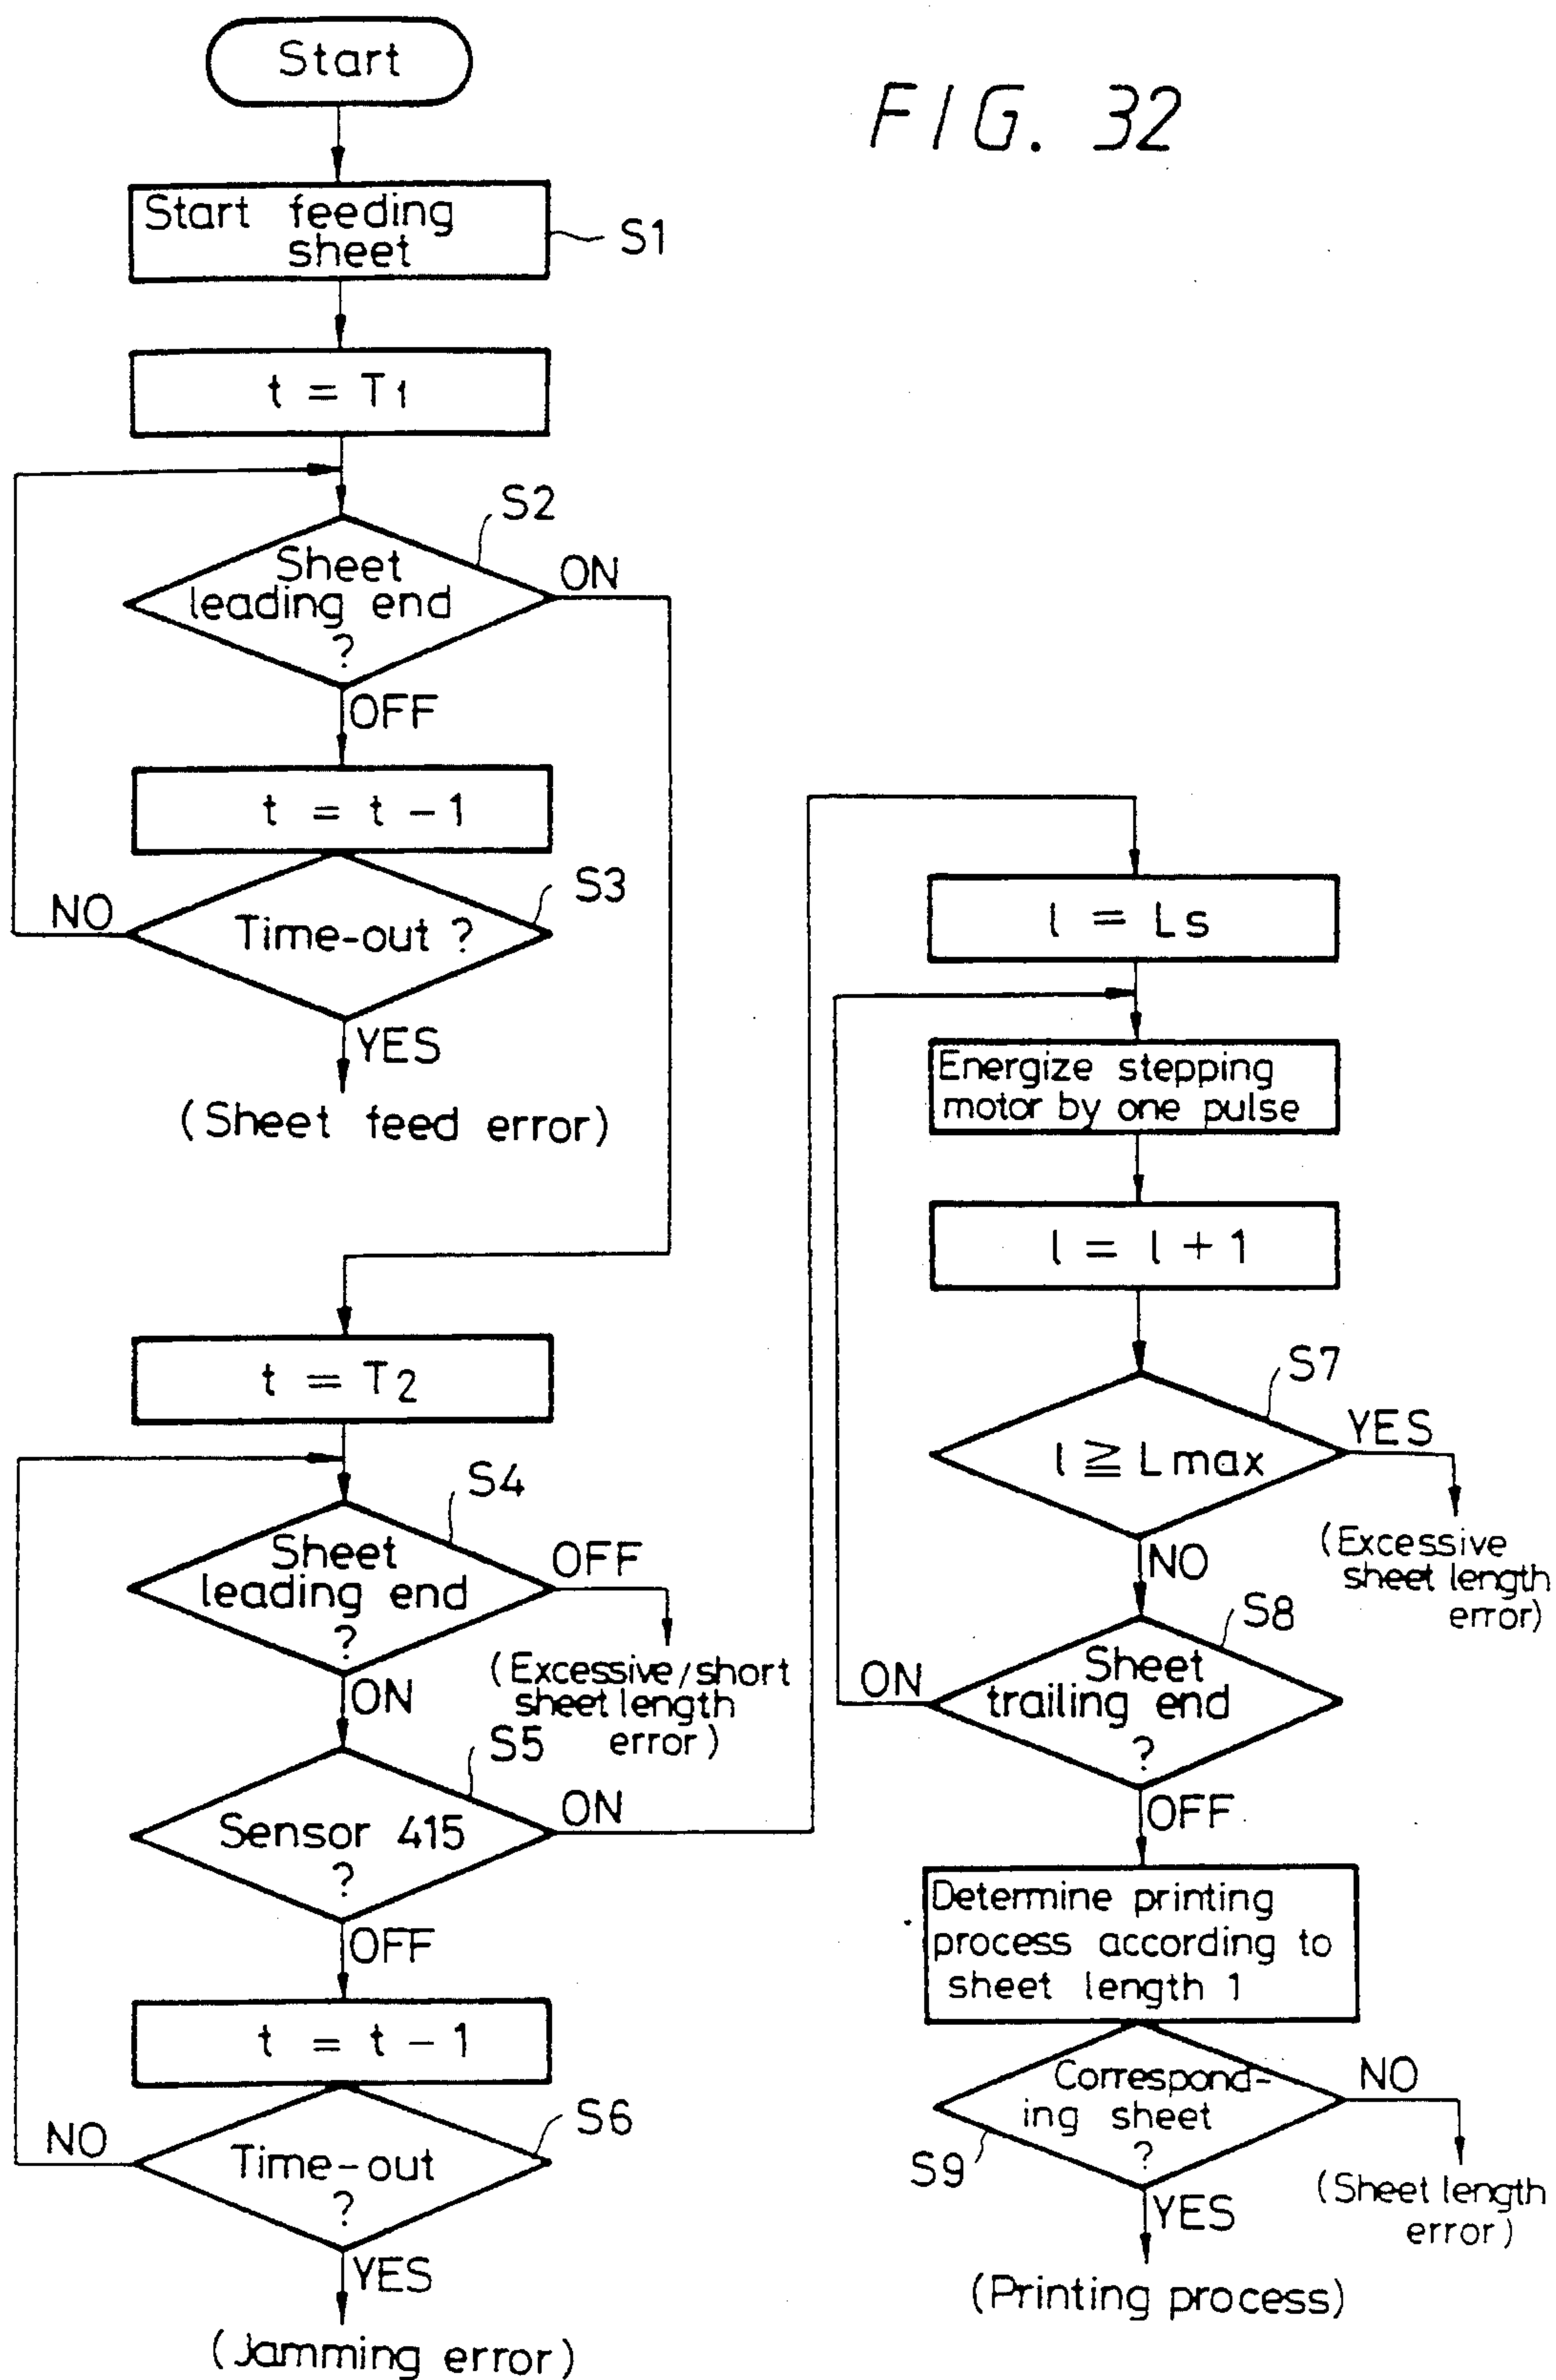 FIG. 32
Start
Start feeding
sheet
S1
t = T1
S2
Sheet
leading end
?
ON
OFF
t = t - 1
S3
Time-out ?
NO
YES
(Sheet feed error)
t = T2
S4
Sheet
leading end
?
OFF
(Excessive/short
sheet length
error)
ON
S5
Sensor 415
?
ON
OFF
t = t - 1
S6
Time-out
?
NO
YES
(Jamming error)
l = Ls
Energize stepping
motor by one pulse
l = l + 1
S7
l ≧ Lmax
YES
(Excessive
sheet length
error)
NO
S8
Sheet
trailing end
?
ON
OFF
Determine printing
process according to
sheet length 1
Correspond-
ing sheet
?
S9
NO
(Sheet length
error)
YES
(Printing process)